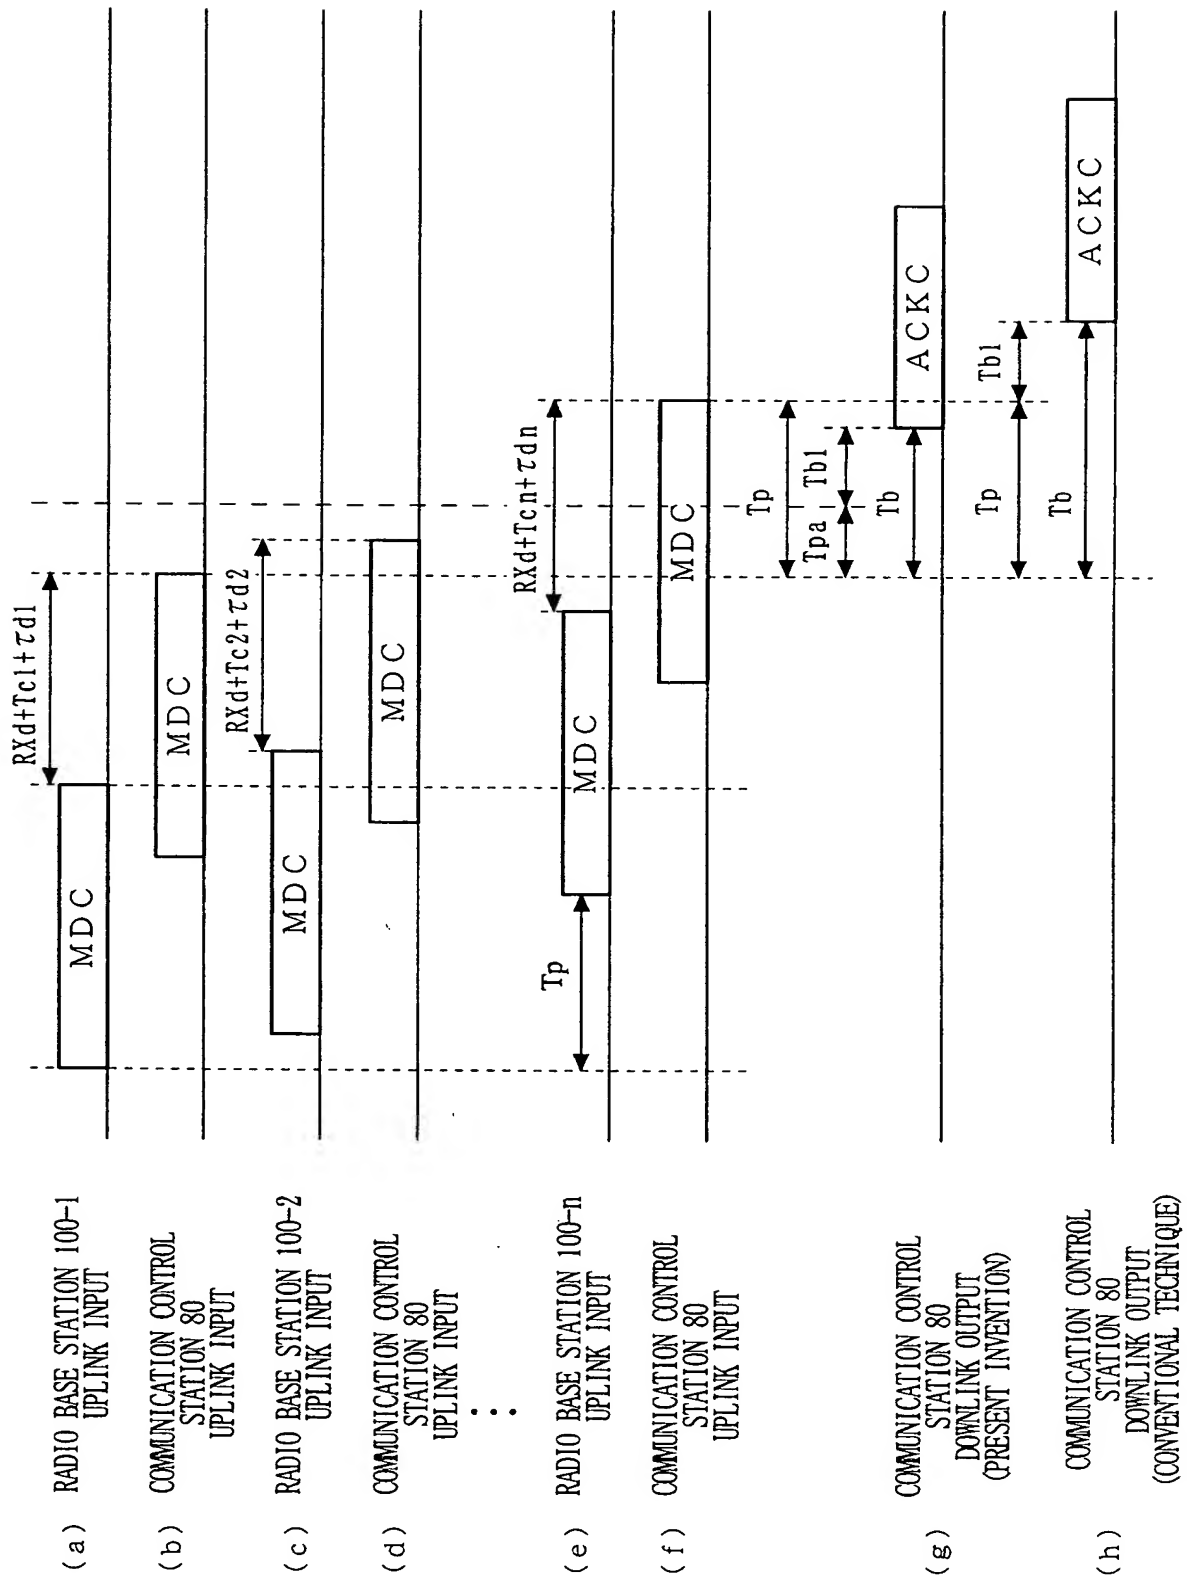 (a) RADIO BASE STATION 100-1
UPLINK INPUT
MDC
RXd+Tc1+τd1
(b) COMMUNICATION CONTROL
STATION 80
UPLINK INPUT
MDC
(c) RADIO BASE STATION 100-2
UPLINK INPUT
MDC
RXd+Tc2+τd2
(d) COMMUNICATION CONTROL
STATION 80
UPLINK INPUT
MDC
...
(e) RADIO BASE STATION 100-n
UPLINK INPUT
Tp
MDC
RXd+Tcn+τdn
(f) COMMUNICATION CONTROL
STATION 80
UPLINK INPUT
MDC
Tp
Tpa
Tb1
Tb
(g) COMMUNICATION CONTROL
STATION 80
DOWNLINK OUTPUT
(PRESENT INVENTION)
ACKC
Tp
Tb1
Tb
(h) COMMUNICATION CONTROL
STATION 80
DOWNLINK OUTPUT
(CONVENTIONAL TECHNIQUE)
ACKC